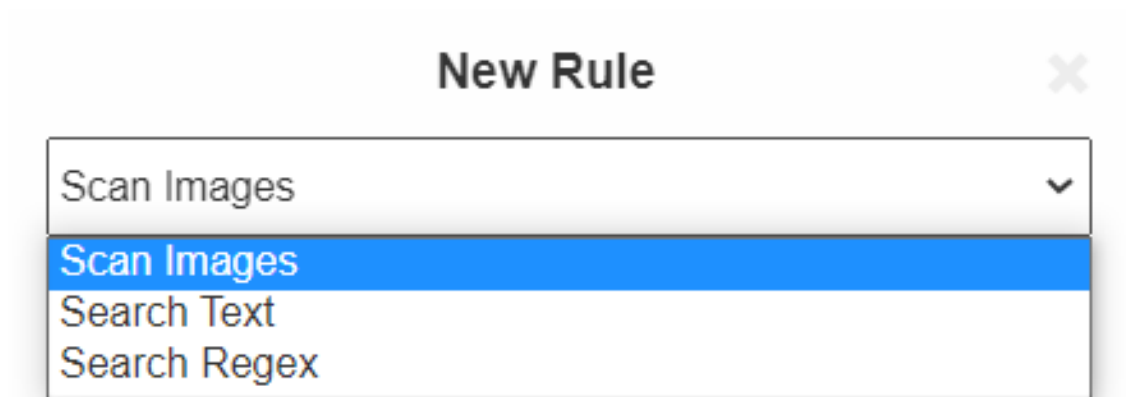 New Rule
Scan Images
Scan Images
Search Text
Search Regex